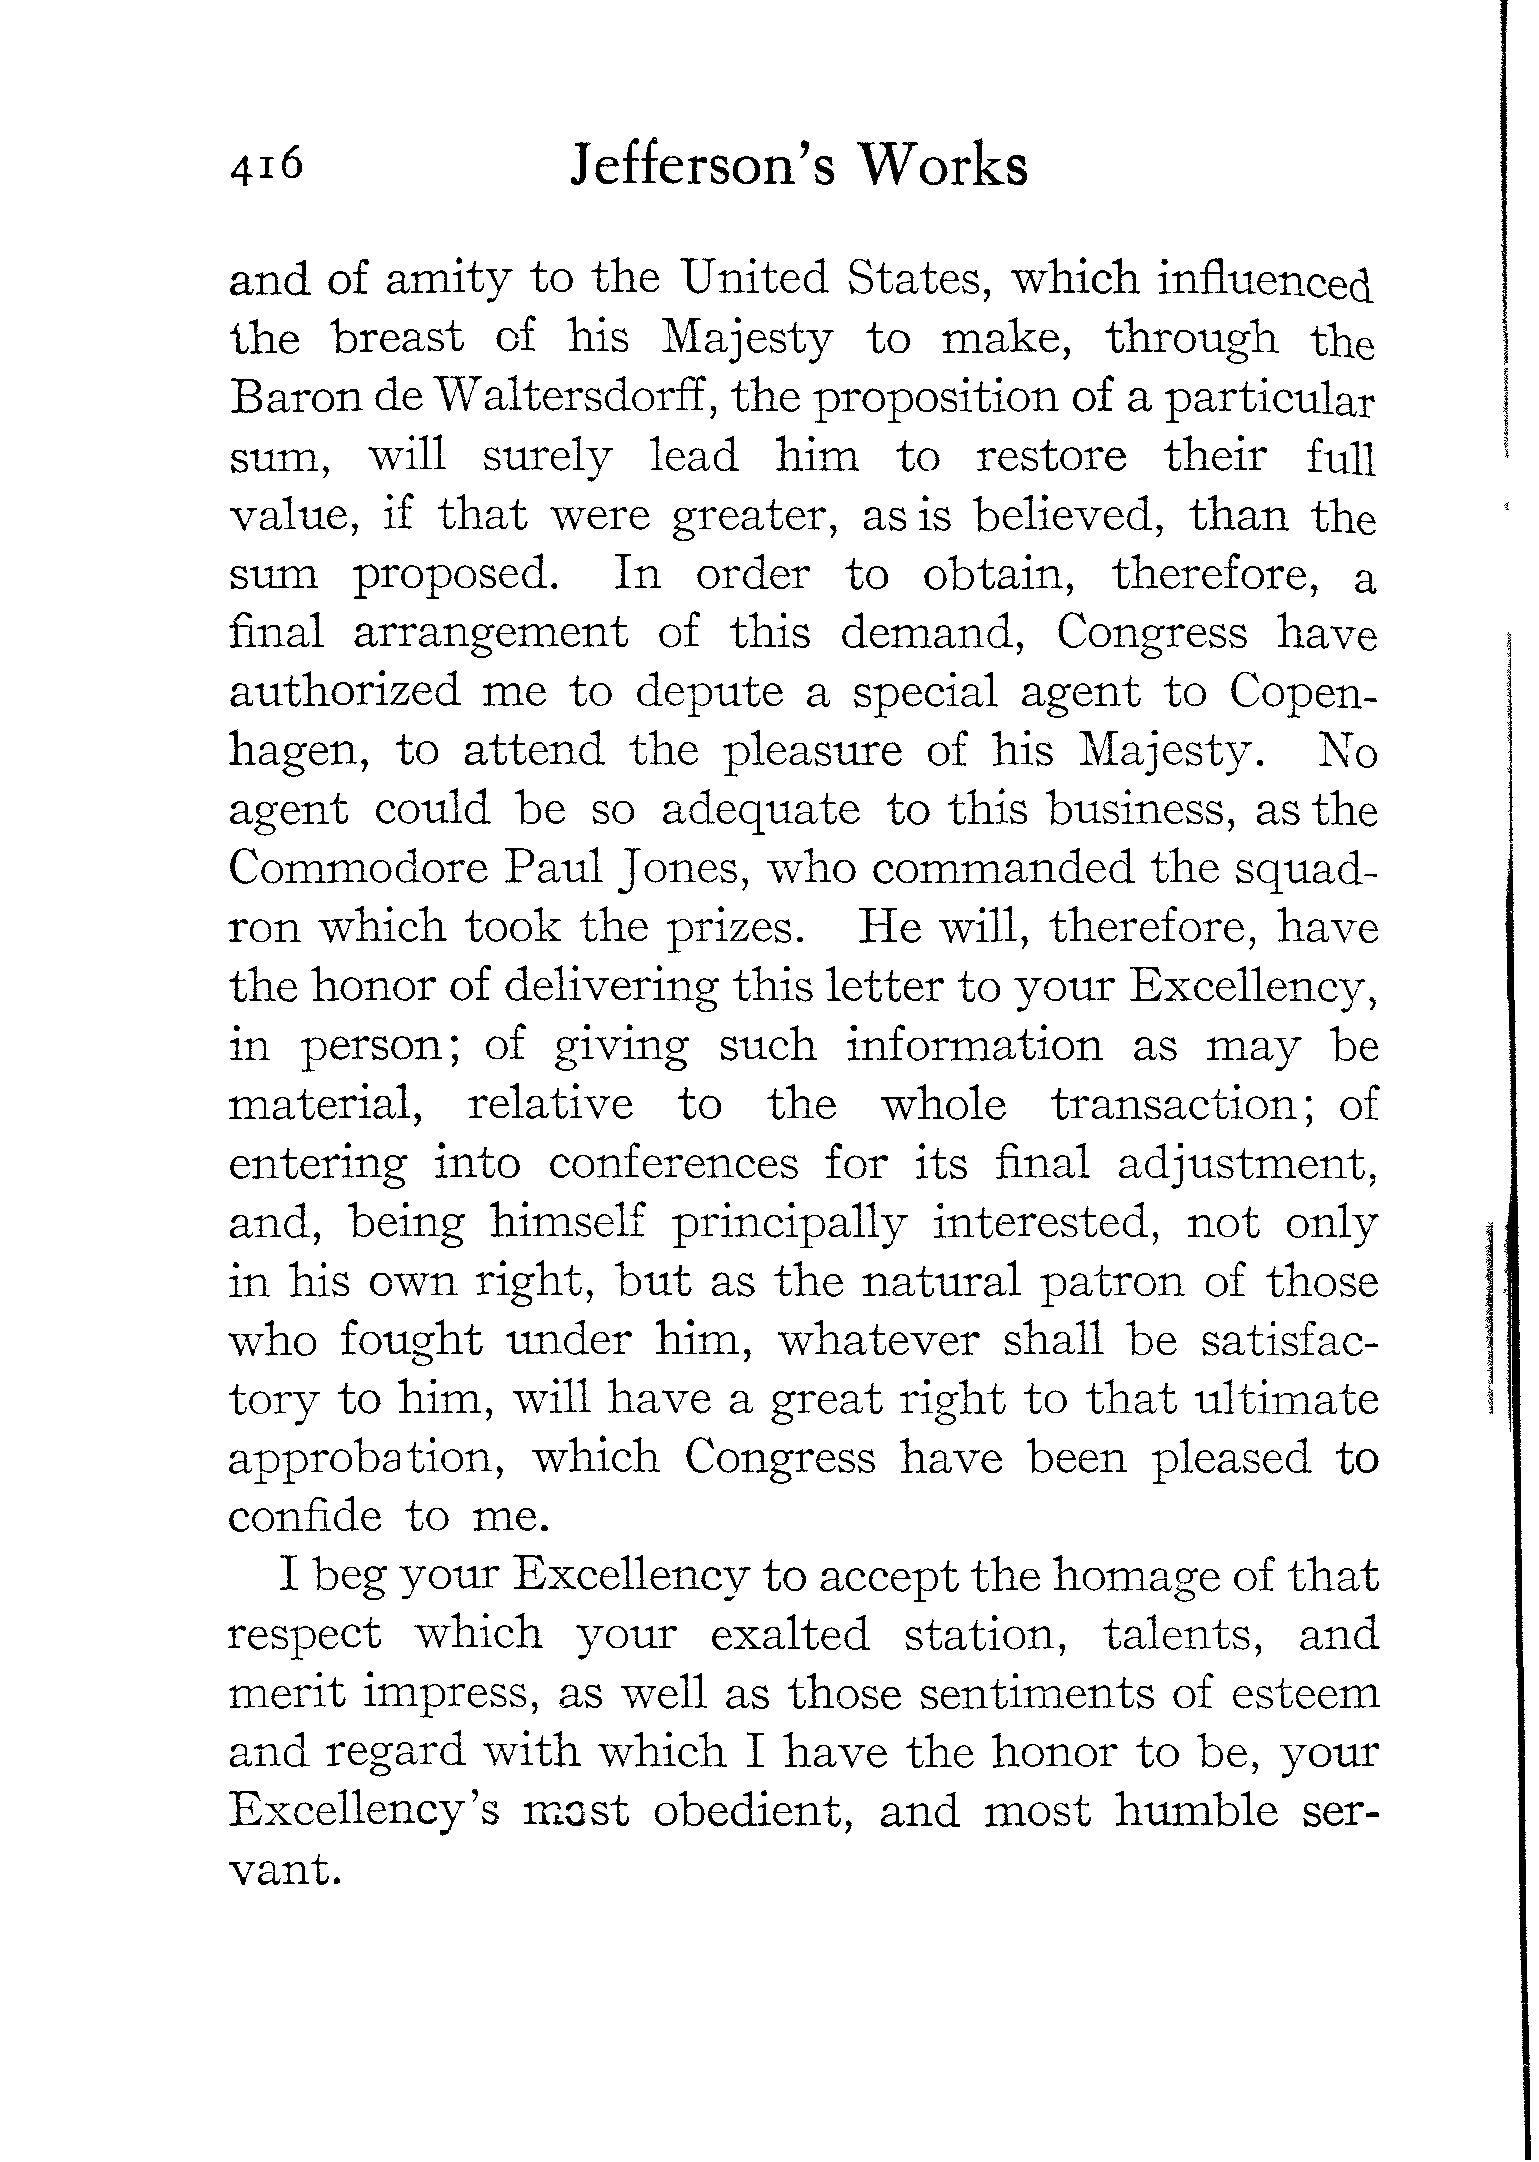 416 Jefferson's Works
and of amity to the United States, which influenced
the breast of his Majesty to make, through the
Baron de Waltersdorff, the proposition of a particular
sum, will surely lead him to restore their full
value, if that were greater, as is believed, than the
sum proposed. In order to obtain, therefore, a
final arrangement of this demand, Congress have
authorized me to depute a special agent to Copen-
hagen, to attend the pleasure of his Majesty. No
agent could be so adequate to this business, as the
Commodore Paul Jones, who commanded the squad-
ron which took the prizes. He will, therefore, have
the honor of delivering this letter to your Excellency,
in person; of giving such information as may be
material, relative to the whole transaction; of
entering into conferences for its final adjustment,
and, being himself principally interested, not only
in his own right, but as the natural patron of those
who fought under him, whatever shall be satisfac-
tory to him, will have a great right to that ultimate
approbation, which Congress have been pleased to
confide to me.
I beg your Excellency to accept the homage of that
respect which your exalted station, talents, and
merit impress, as well as those sentiments of esteem
and regard with which I have the honor to be, your
Excellency's most obedient, and most humble ser-
vant.